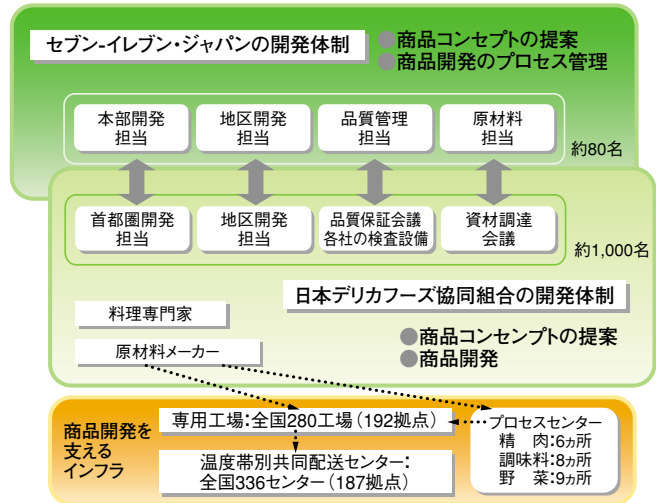 セブン-イレブン・ジャパンの開発体制
●商品コンセプトの提案
●商品開発のプロセス管理
本部開発
担当
地区開発
担当
品質管理
担当
原材料
担当
約80名
首都圏開発
担当
地区開発
担当
品質保証会議
各社の検査設備
資材調達
会議
約1,000名
日本デリカフーズ協同組合の開発体制
料理専門家
原材料メーカー
●商品コンセンプトの提案
●商品開発
商品開発を
支える
インフラ
専用工場：全国280工場（192拠点）
温度帯別共同配送センター：
全国336センター（187拠点）
プロセスセンター
精　肉：6ヵ所
調味料：8ヵ所
野　菜：9ヵ所